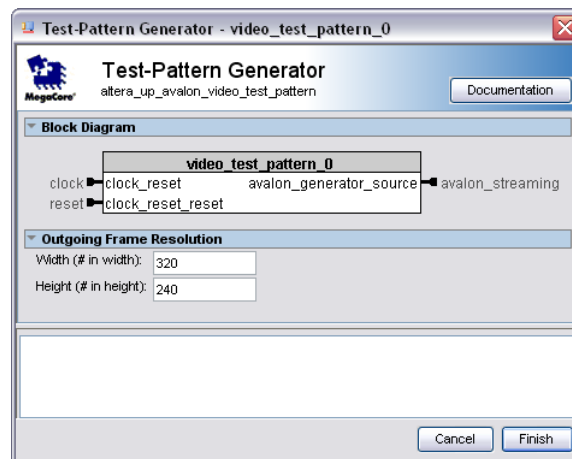 Test-Pattern Generator - video_test_pattern_0
Test-Pattern Generator
altera_up_avalon_video_test_pattern
MegaCore®
Documentation
Block Diagram
video_test_pattern_0
clock clock_reset avalon_generator_source avalon_streaming
reset clock_reset_reset
Outgoing Frame Resolution
Width (# in width): 320
Height (# in height): 240
Cancel Finish